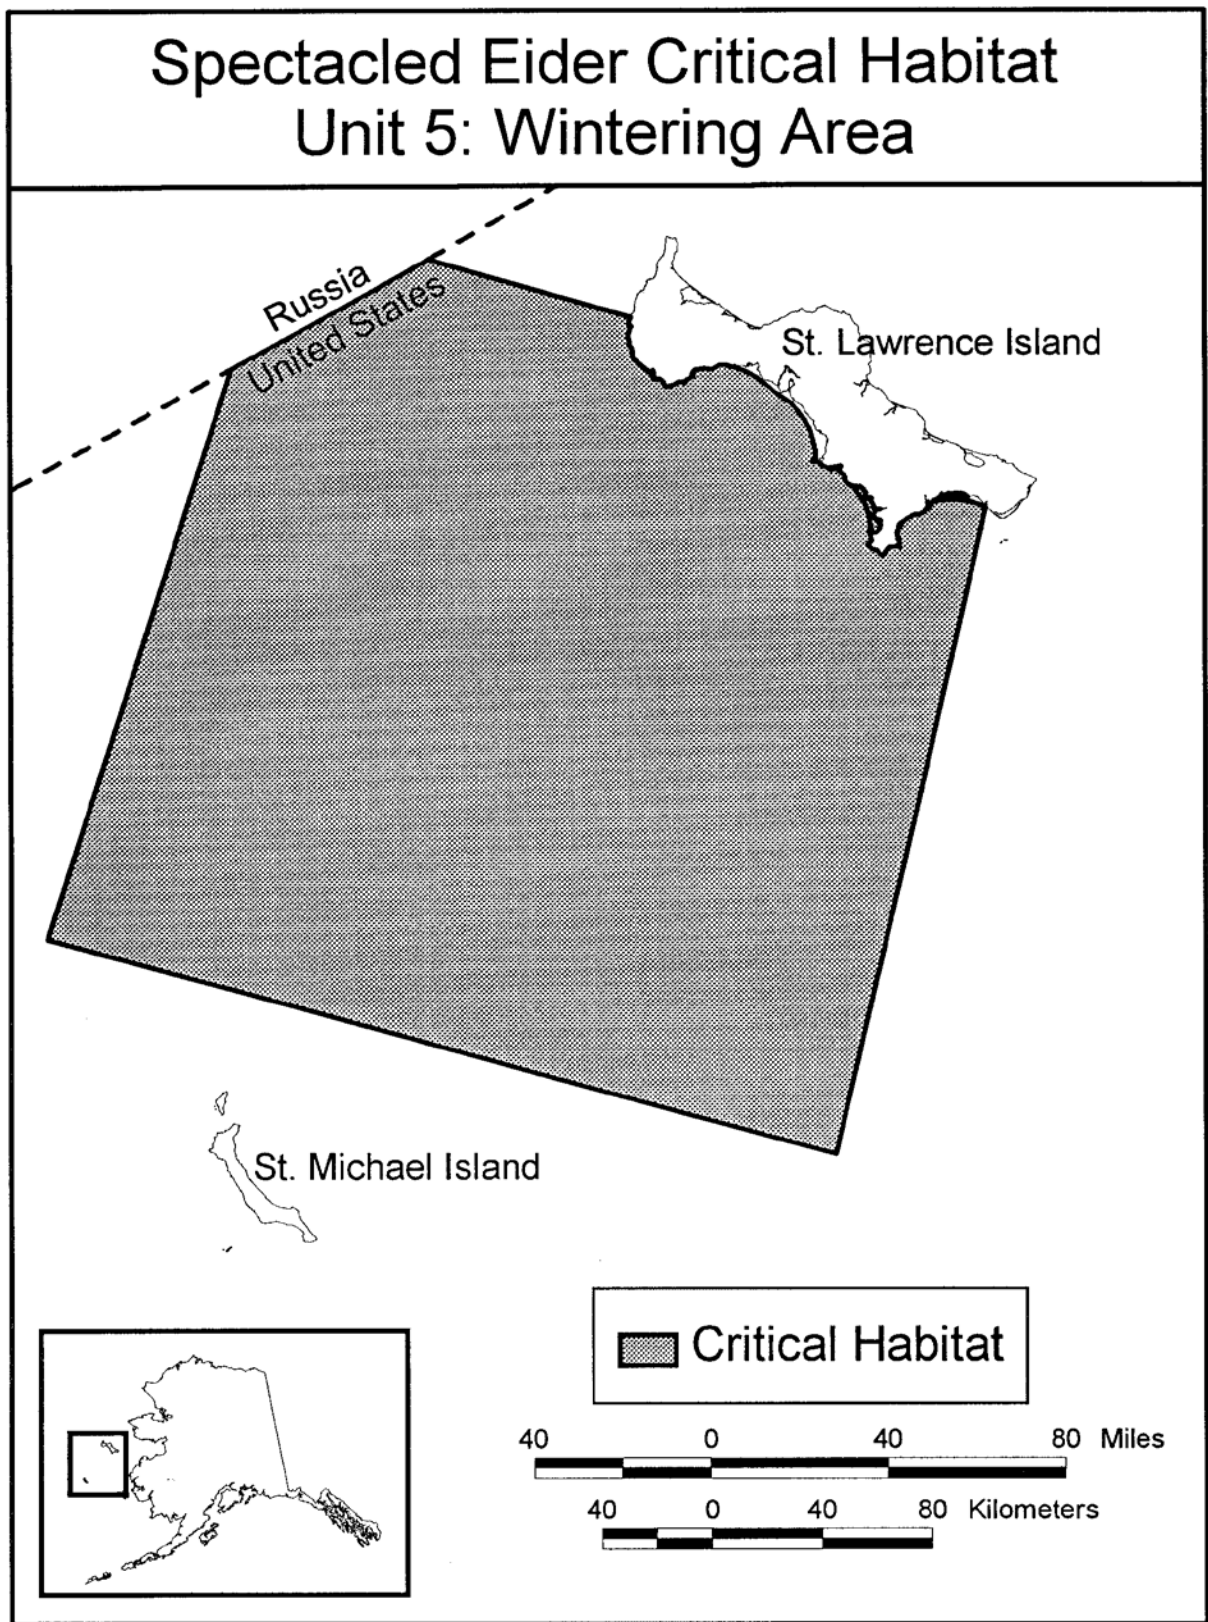 Spectacled Eider Critical Habitat
Unit 5: Wintering Area
Russia
United States
St. Lawrence Island
St. Michael Island
Critical Habitat
40 0 40 80 Miles
40 0 40 80 Kilometers